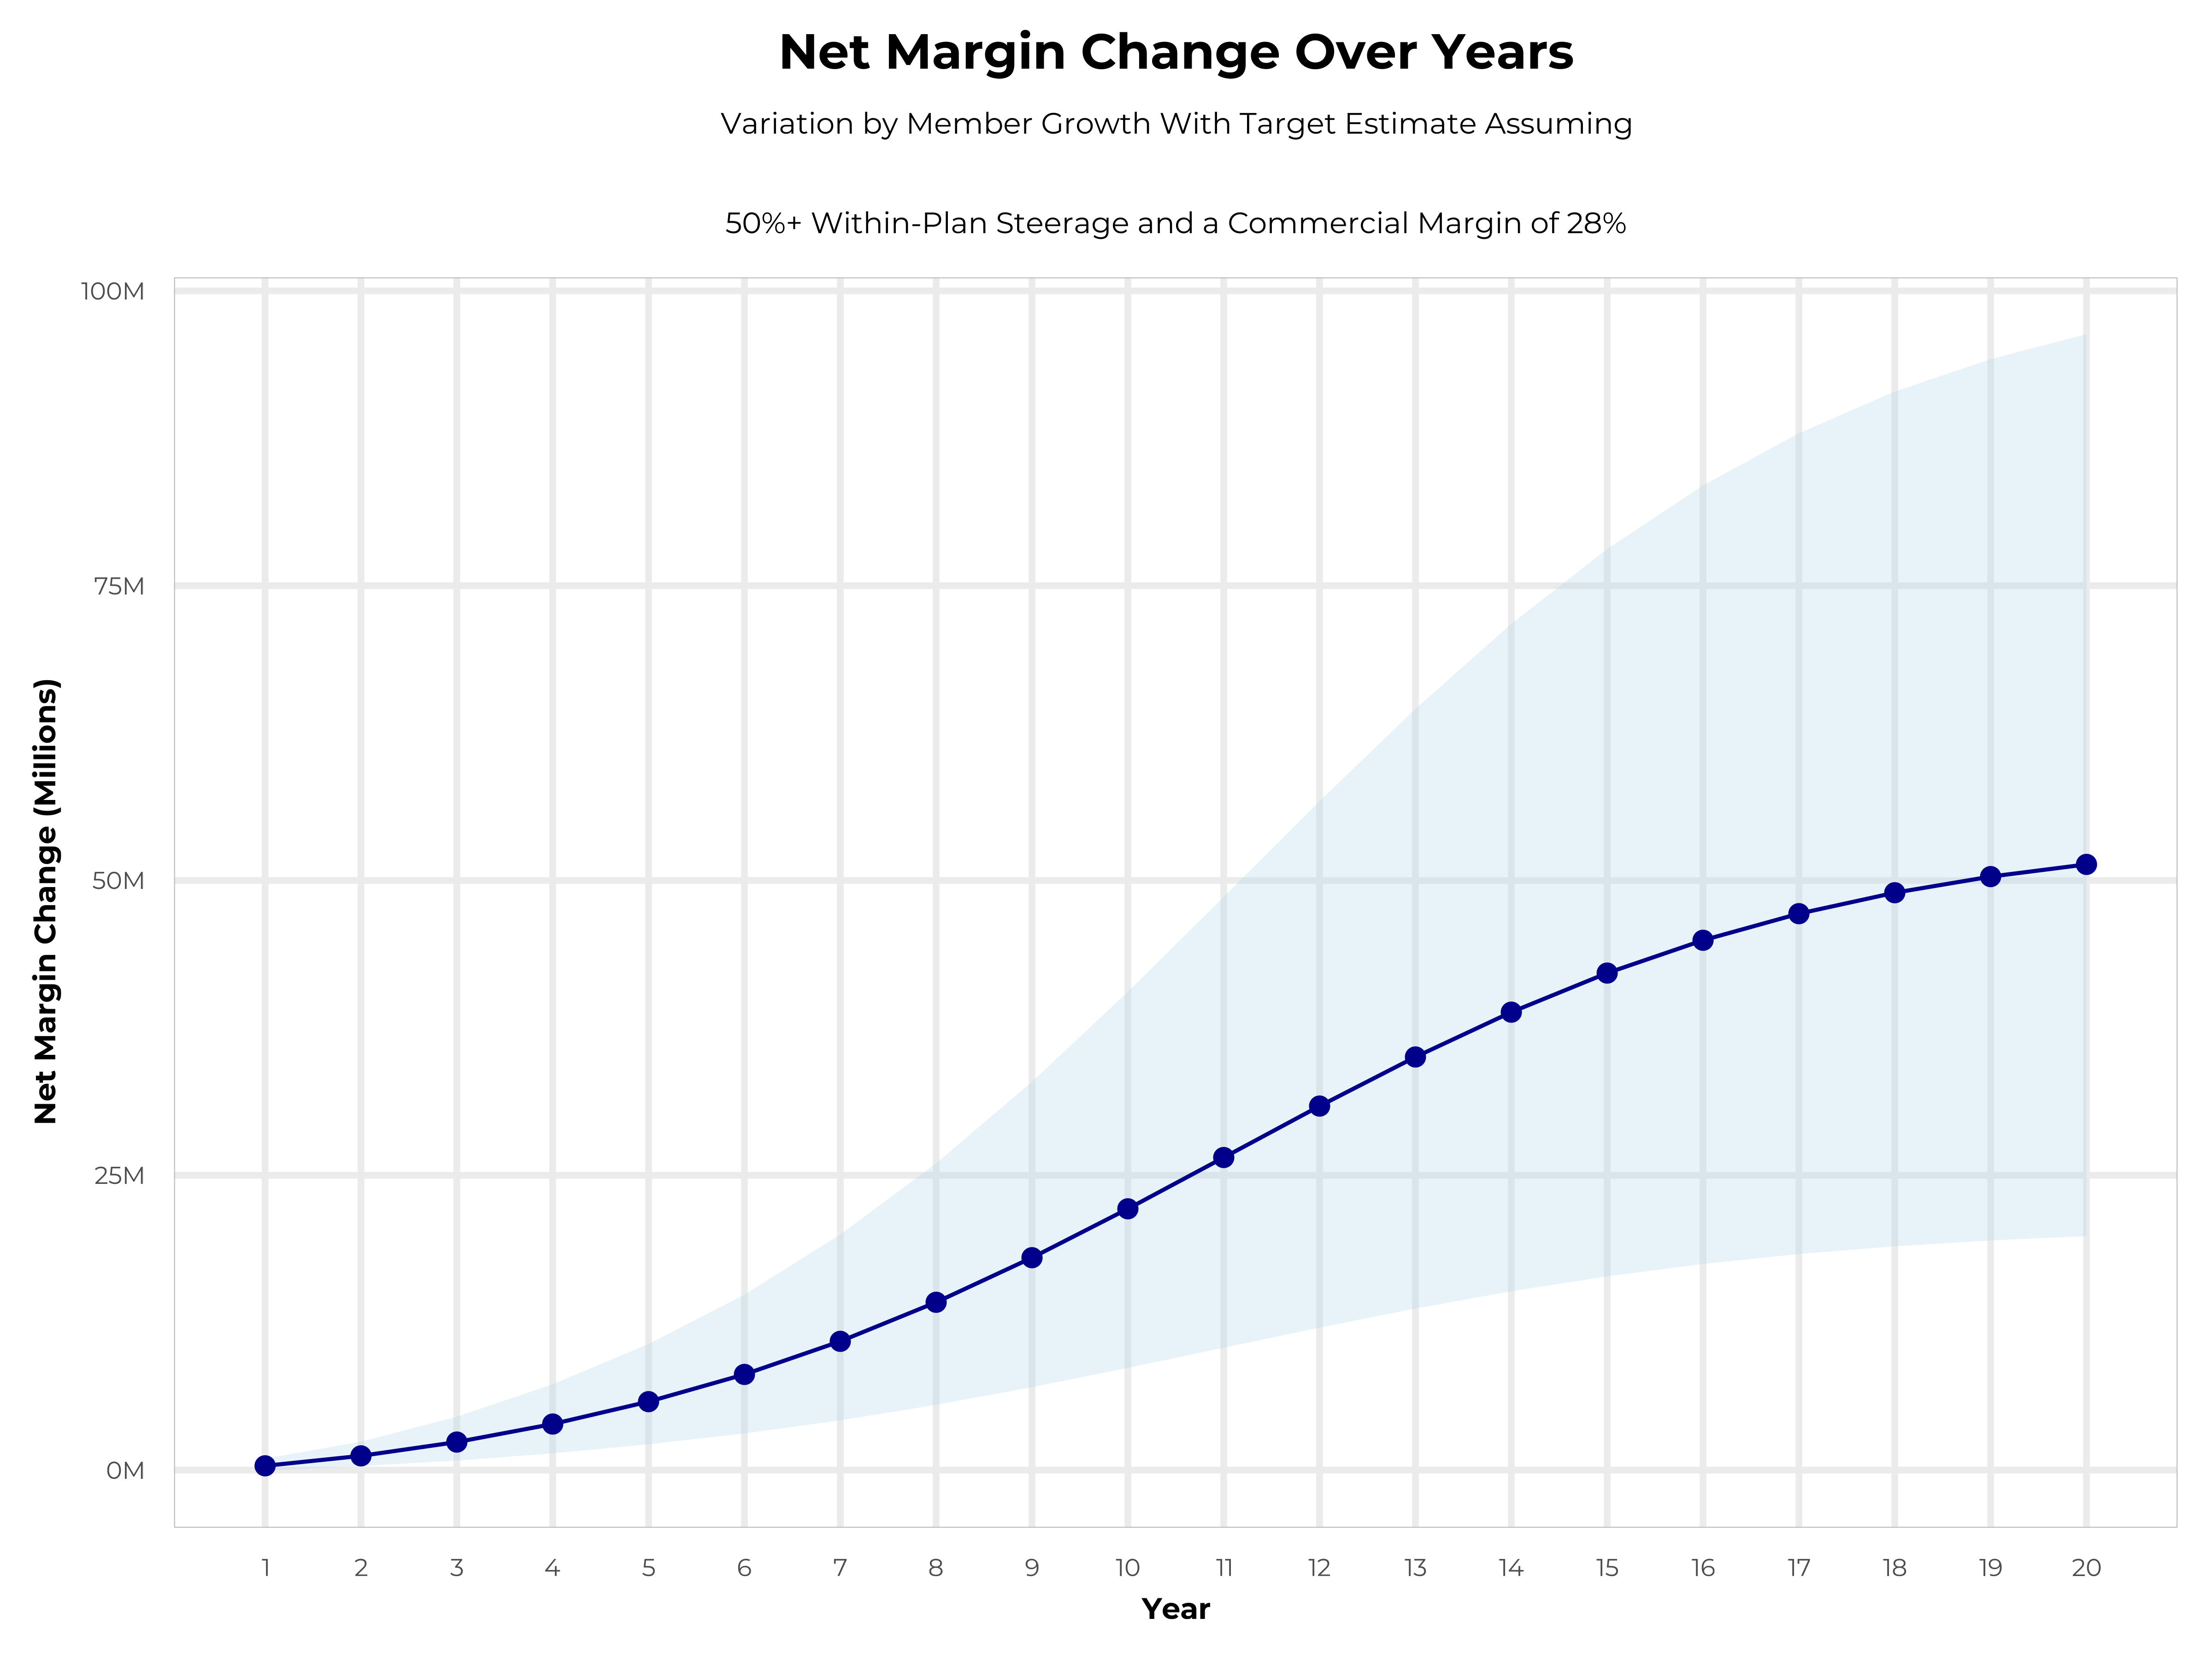 Net Margin Change Over Years
Variation by Member Growth With Target Estimate Assuming
50%+ Within-Plan Steerage and a Commercial Margin of 28%
100M
75M
50M
25M
0M
Net Margin Change (Millions)
1 2 3 4 5 6 7 8 9 10 11 12 13 14 15 16 17 18 19 20
Year